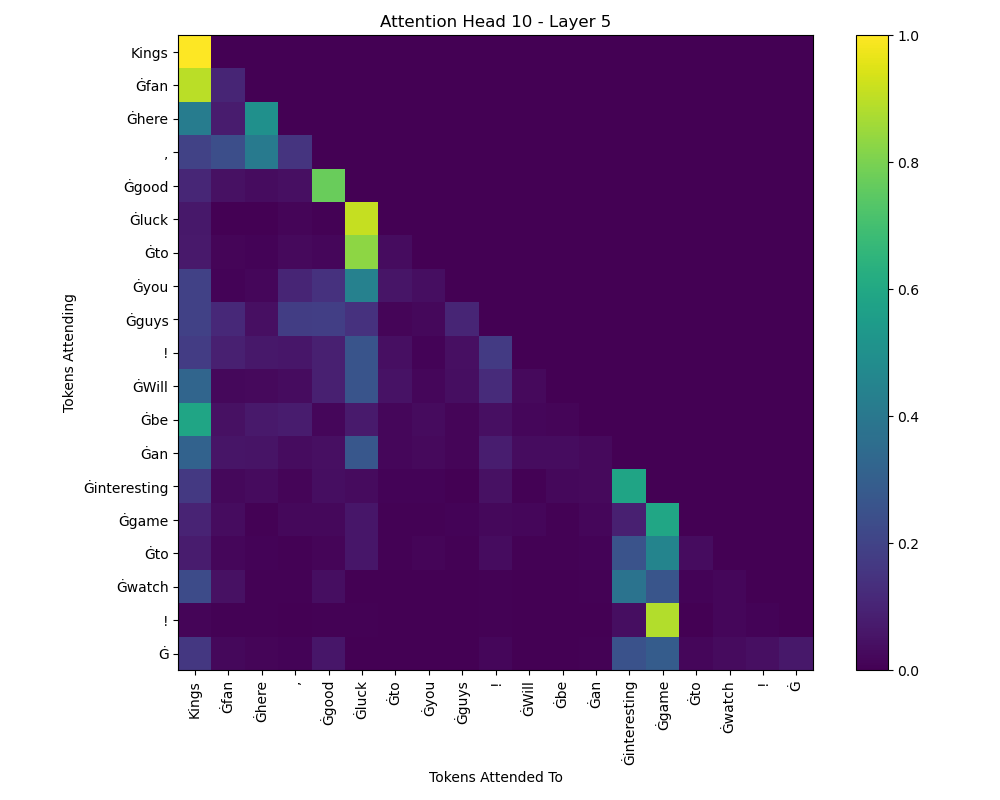 Attention Head 10 - Layer 5
Tokens Attending
Kings
Ġfan
Ġhere
,
Ġgood
Ġluck
Ġto
Ġyou
Ġguys
!
ĠWill
Ġbe
Ġan
Ġinteresting
Ġgame
Ġto
Ġwatch
!
Ġ
Kings
Ġfan
Ġhere
,
Ġgood
Ġluck
Ġto
Ġyou
Ġguys
!
ĠWill
Ġbe
Ġan
Ġinteresting
Ġgame
Ġto
Ġwatch
!
Ġ
Tokens Attended To
1.0
0.8
0.6
0.4
0.2
0.0